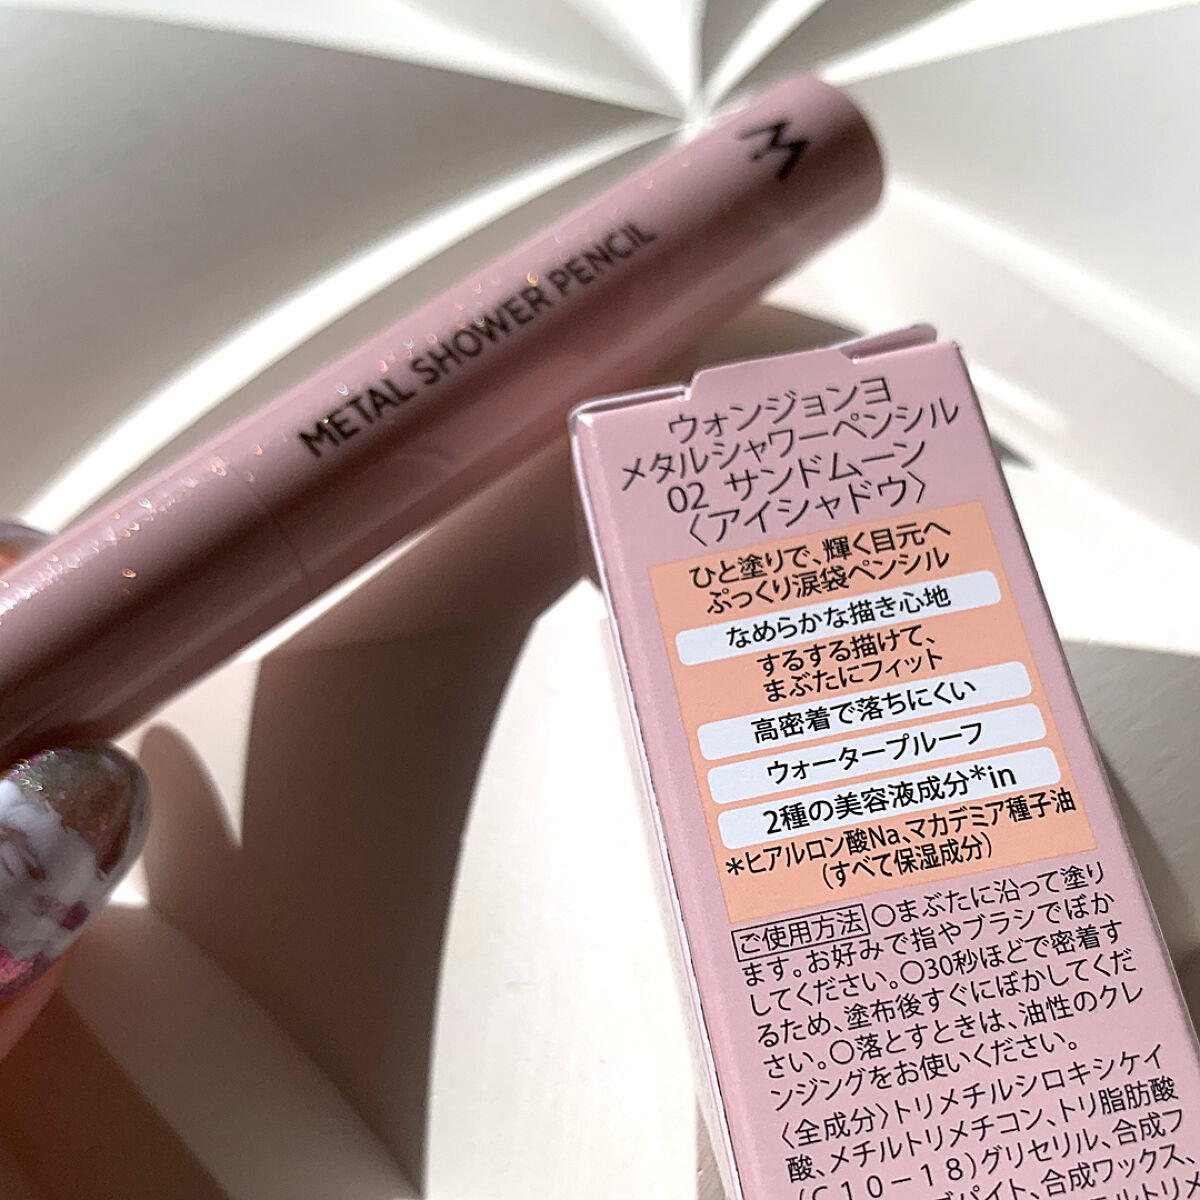 METAL SHOWER PENCIL
ウォンジョンヨ
メタルシャワーペンシル
02 サンドムーン
〈アイシャドウ〉
ひと塗りで、輝く目元へ
ぷっくり涙袋ペンシル
なめらかな描き心地
するする描けて、
まぶたにフィット
高密着で落ちにくい
ウォータープルーフ
2種の美容液成分*in
*ヒアルロン酸Na、マカデミア種子油
(すべて保湿成分)
ご使用方法 〇まぶたに沿って塗り
ます。お好みで指やブラシでぼか
してください。〇30秒ほどで密着す
るため、塗布後すぐにぼかしてくだ
さい。〇落とすときは、油性のクレ
ンジングをお使いください。
〈全成分〉トリメチルシロキシケイ
酸、メチルトリメチコン、トリ脂肪酸
(C10－18)グリセリル、合成フ
パイト、合成ワックス、